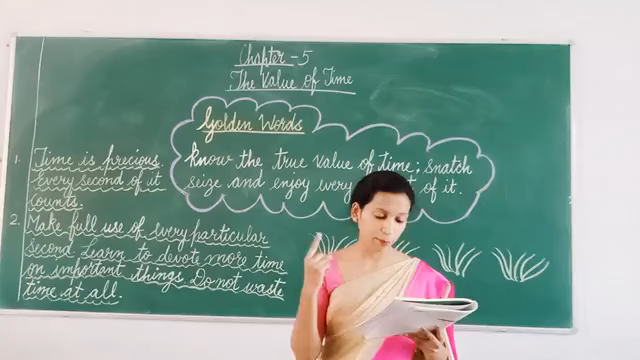 Chapter - 5
The Value of Time
Golden Words
Know the true value of time; snatch
seize and enjoy every of it.
1. Time is precious
every second of it
counts.
2. Make full use of every particular
second. Learn to devote more time
on important things. Do not waste
time at all.